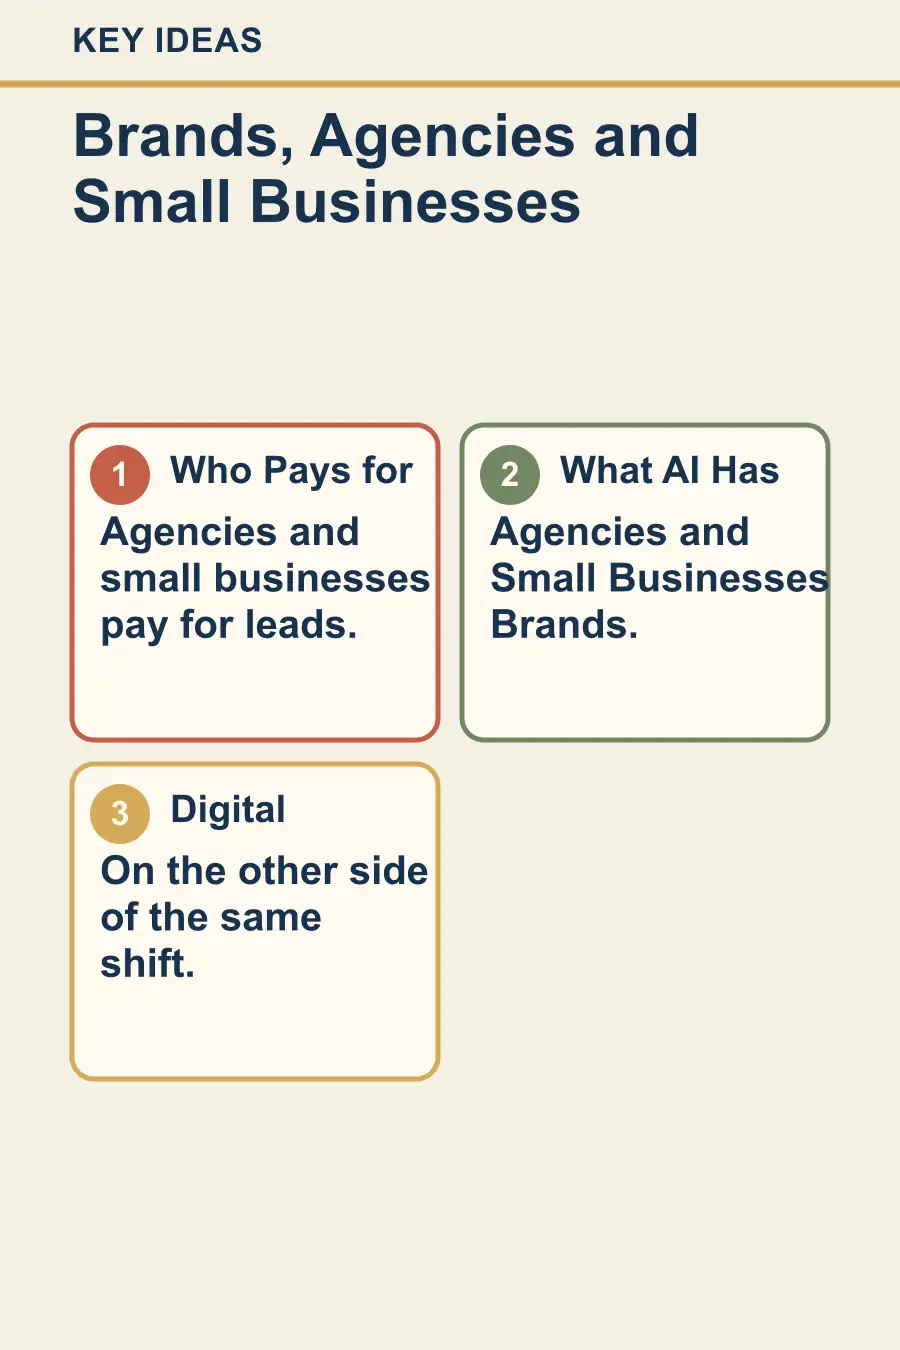 KEY IDEAS
Brands, Agencies and
Small Businesses
1 Who Pays for
Agencies and
small businesses
pay for leads.
2 What AI Has
Agencies and
Small Businesses
Brands.
3 Digital
On the other side
of the same
shift.